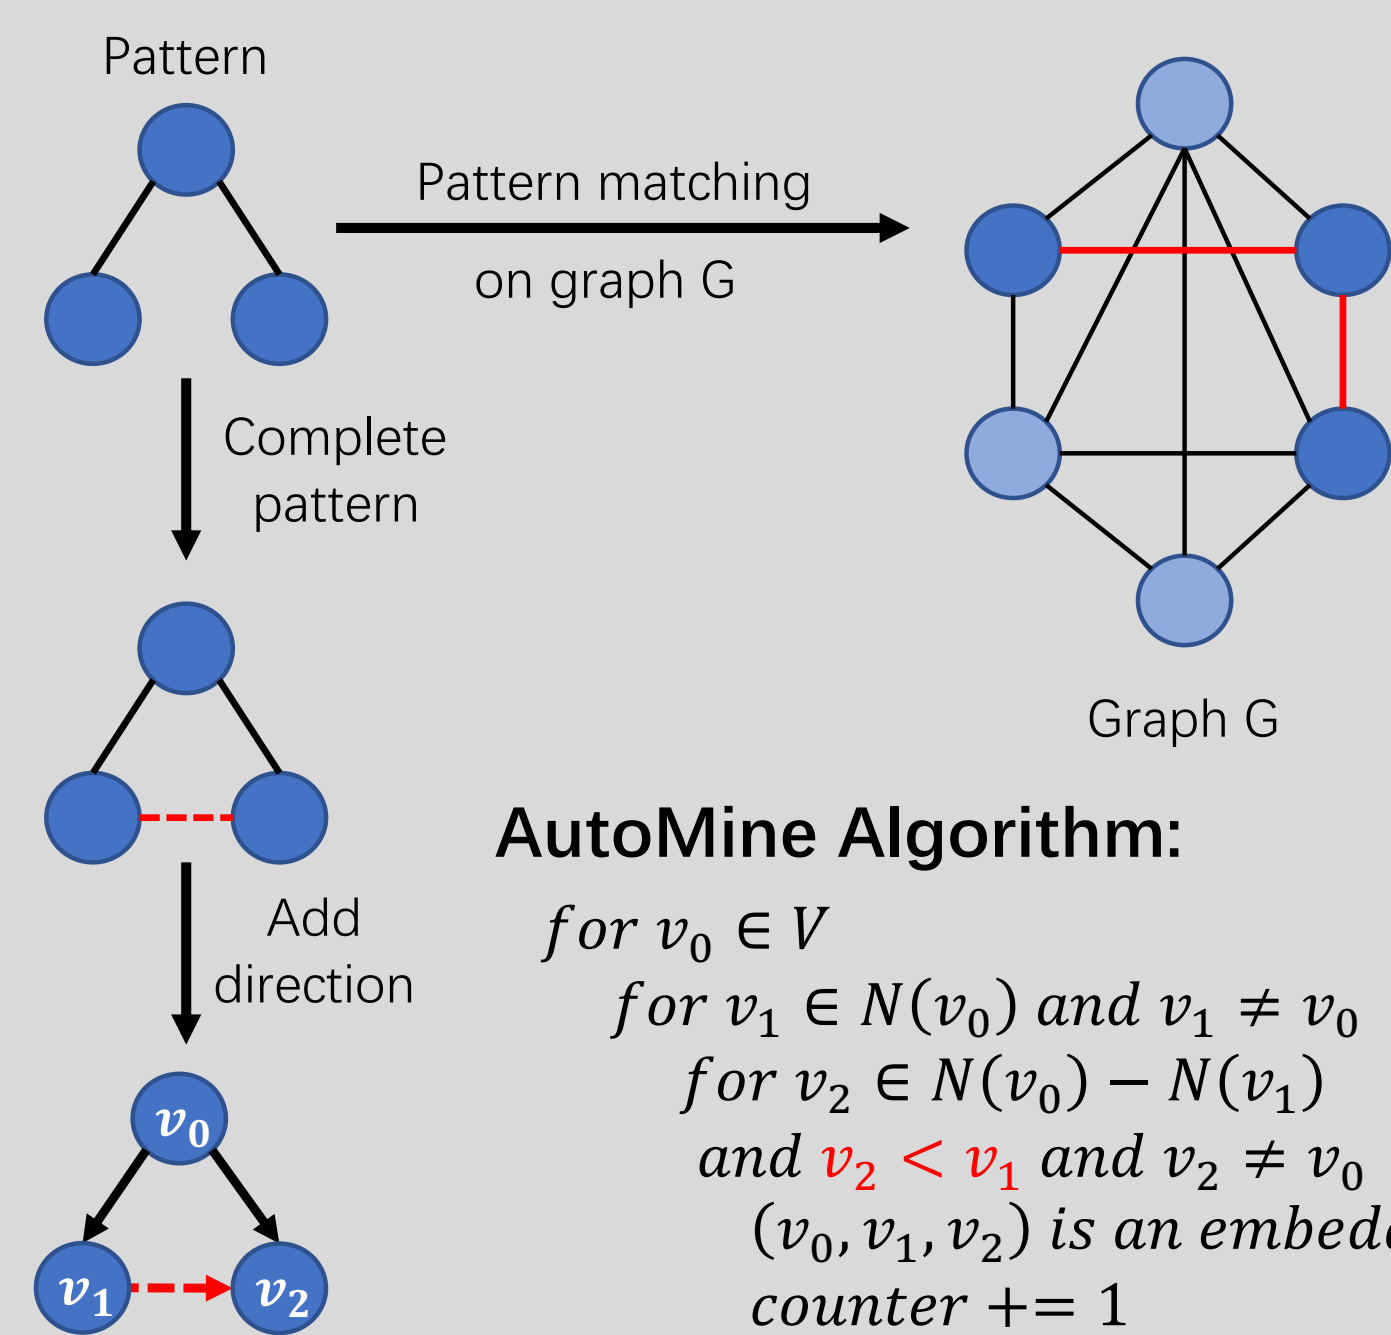 Pattern
Pattern matching
on graph G
Complete
pattern
Graph G
Add
direction
v₀
v₁
v₂
AutoMine Algorithm:
for v₀ ∈ V
for v₁ ∈ N(v₀) and v₁ ≠ v₀
for v₂ ∈ N(v₀) − N(v₁)
and v₂ < v₁ and v₂ ≠ v₀
(v₀, v₁, v₂) is an
counter += 1